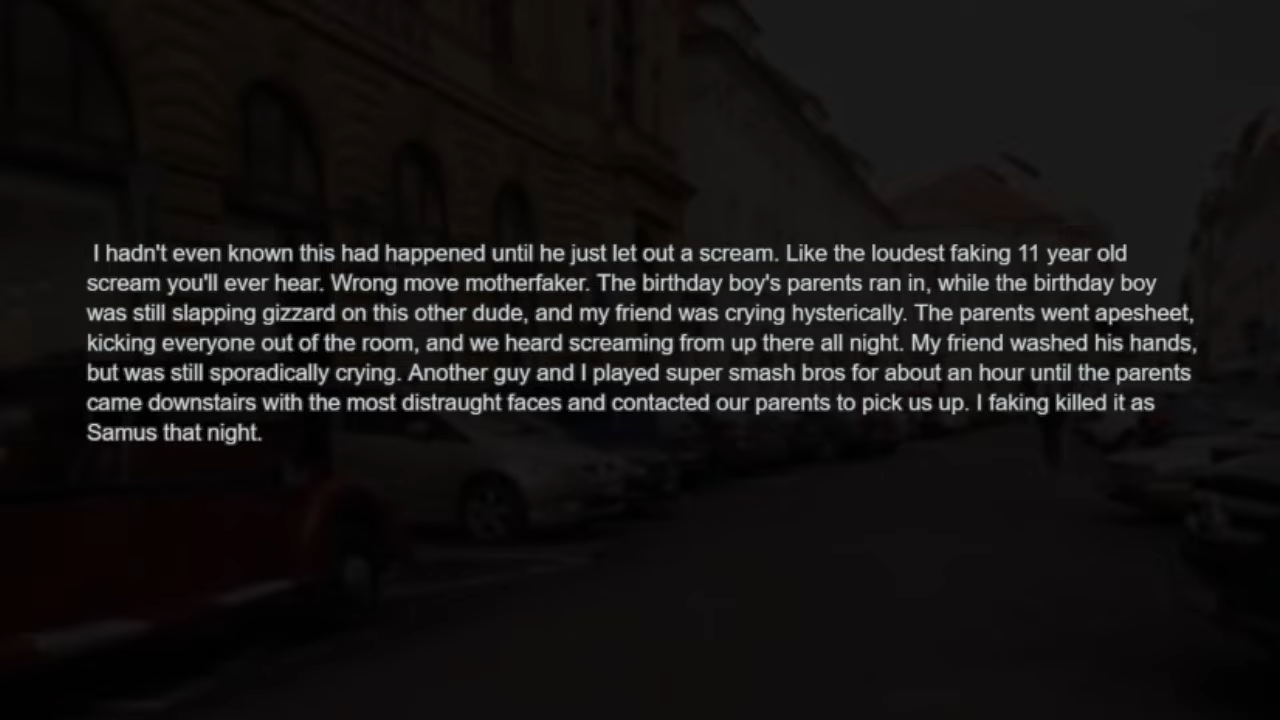 I hadn't even known this had happened until he just let out a scream. Like the loudest faking 11 year old
scream you'll ever hear. Wrong move motherfaker. The birthday boy's parents ran in, while the birthday boy
was still slapping gizzard on this other dude, and my friend was crying hysterically. The parents went apesheet,
kicking everyone out of the room, and we heard screaming from up there all night. My friend washed his hands,
but was still sporadically crying. Another guy and I played super smash bros for about an hour until the parents
came downstairs with the most distraught faces and contacted our parents to pick us up. I faking killed it as
Samus that night.